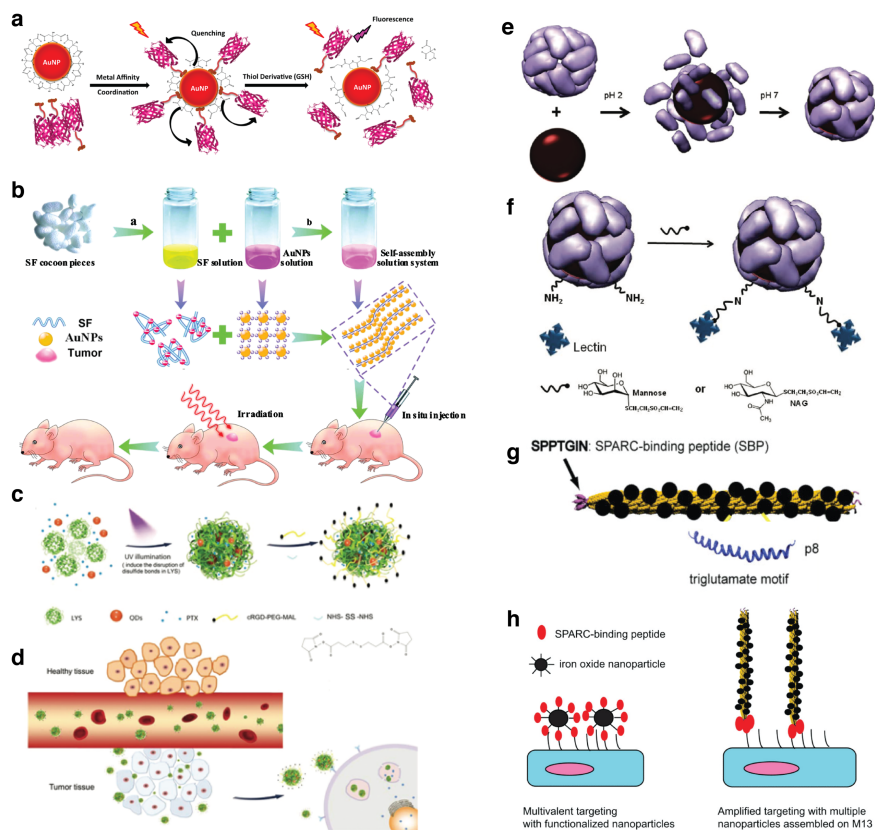 a
Fluorescence
Quenching
AuNP
Metal Affinity
Coordination
AuNP
Thiol Derivative (GSH)
AuNP
b
a
b
SF cocoon pieces
SF solution
AuNPs
solution
Self-assembly
solution system
SF
AuNPs
Tumor
Irradiation
In situ injection
c
UV illumination
( induce the disruption of
disulfide bonds in LYS)
LYS
QDs
PTX
cRGD-PEG-MAL
NHS- SS -NHS
d
Healthy tissue
Tumor tissue
e
+
pH 2
pH 7
f
NH2
NH2
N
N
Lectin
Mannose
SCH2CH2SO2CH=CH2
or
NAG
SCH2CH2SO2CH=CH2
g
SPPTGIN: SPARC-binding peptide (SBP)
p8
triglutamate motif
h
SPARC-binding peptide
iron oxide nanoparticle
Multivalent targeting
with functionalized nanoparticles
Amplified targeting with multiple
nanoparticles assembled on M13